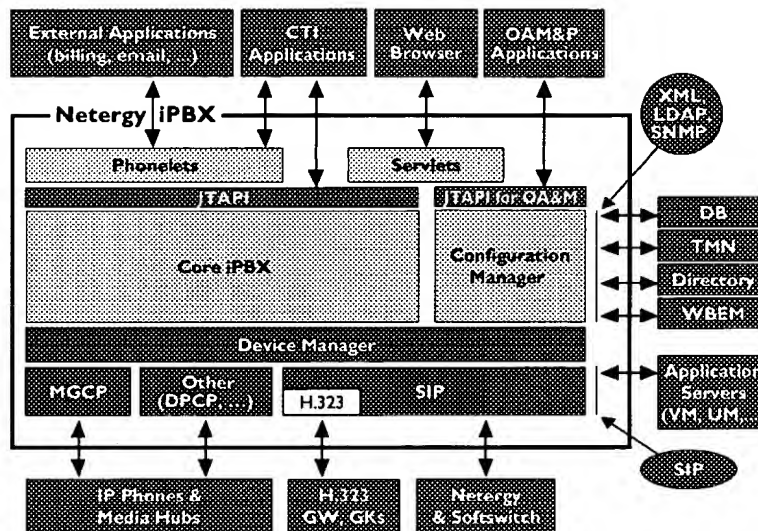 External Applications
(billing, email, ...)
CTI
Applications
Web
Browser
OAM&P
Applications
XML
LDAP
SNMP
Netergy iPBX
Phonelets
Servlets
JTAPI
JTAPI for OA&M
Core iPBX
Configuration
Manager
DB
TMN
Directory
WBEM
Device Manager
MGCP
Other
(DPCP, ...)
H.323
SIP
Application
Servers
(VM, UM,...
SIP
IP Phones &
Media Hubs
H.323
GW, GKs
Netergy
& Softswitch